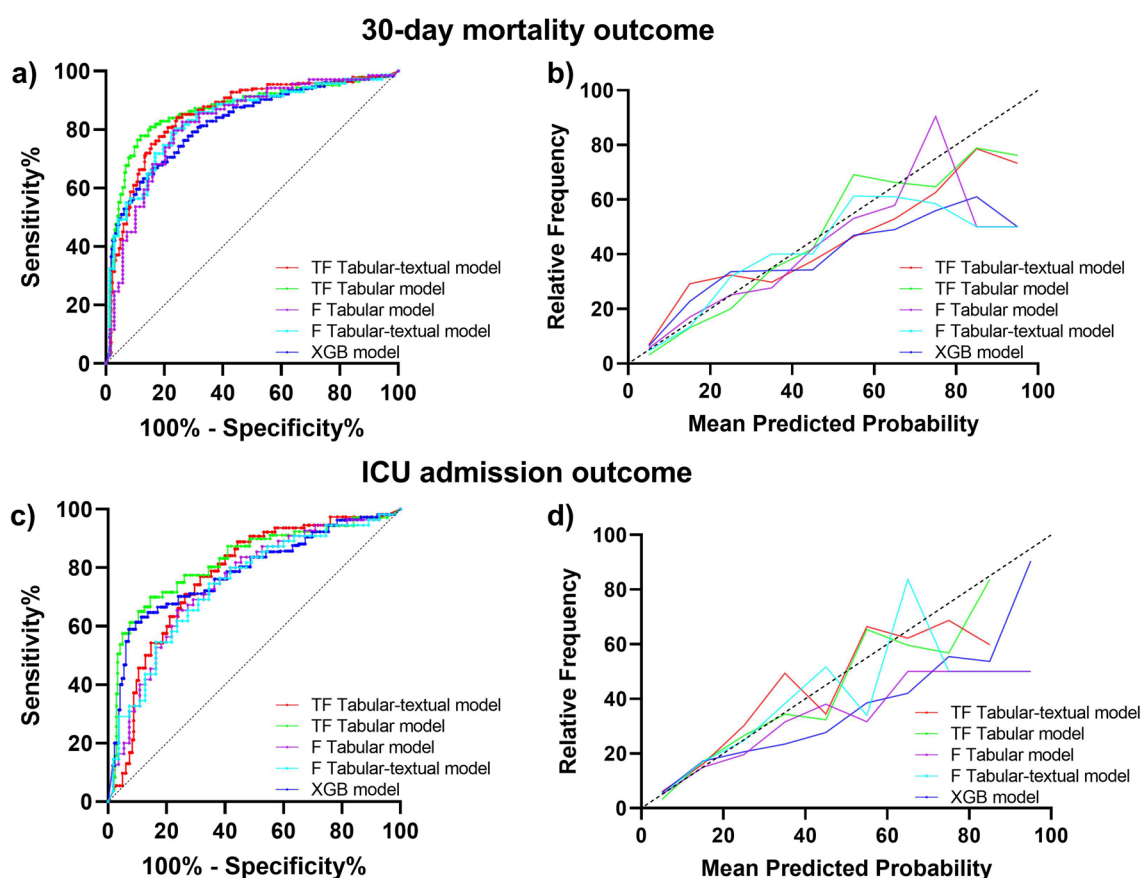 30-day mortality outcome
a)
100
80
60
40
20
0
Sensitivity%
0 20 40 60 80 100
100% - Specificity%
TF Tabular-textual model
TF Tabular model
F Tabular model
F Tabular-textual model
XGB model
b)
100
80
60
40
20
0
Relative Frequency
0 20 40 60 80 100
Mean Predicted Probability
TF Tabular-textual model
TF Tabular model
F Tabular model
F Tabular-textual model
XGB model
ICU admission outcome
c)
100
80
60
40
20
0
Sensitivity%
0 20 40 60 80 100
100% - Specificity%
TF Tabular-textual model
TF Tabular model
F Tabular model
F Tabular-textual model
XGB model
d)
100
80
60
40
20
0
Relative Frequency
0 20 40 60 80 100
Mean Predicted Probability
TF Tabular-textual model
TF Tabular model
F Tabular model
F Tabular-textual model
XGB model